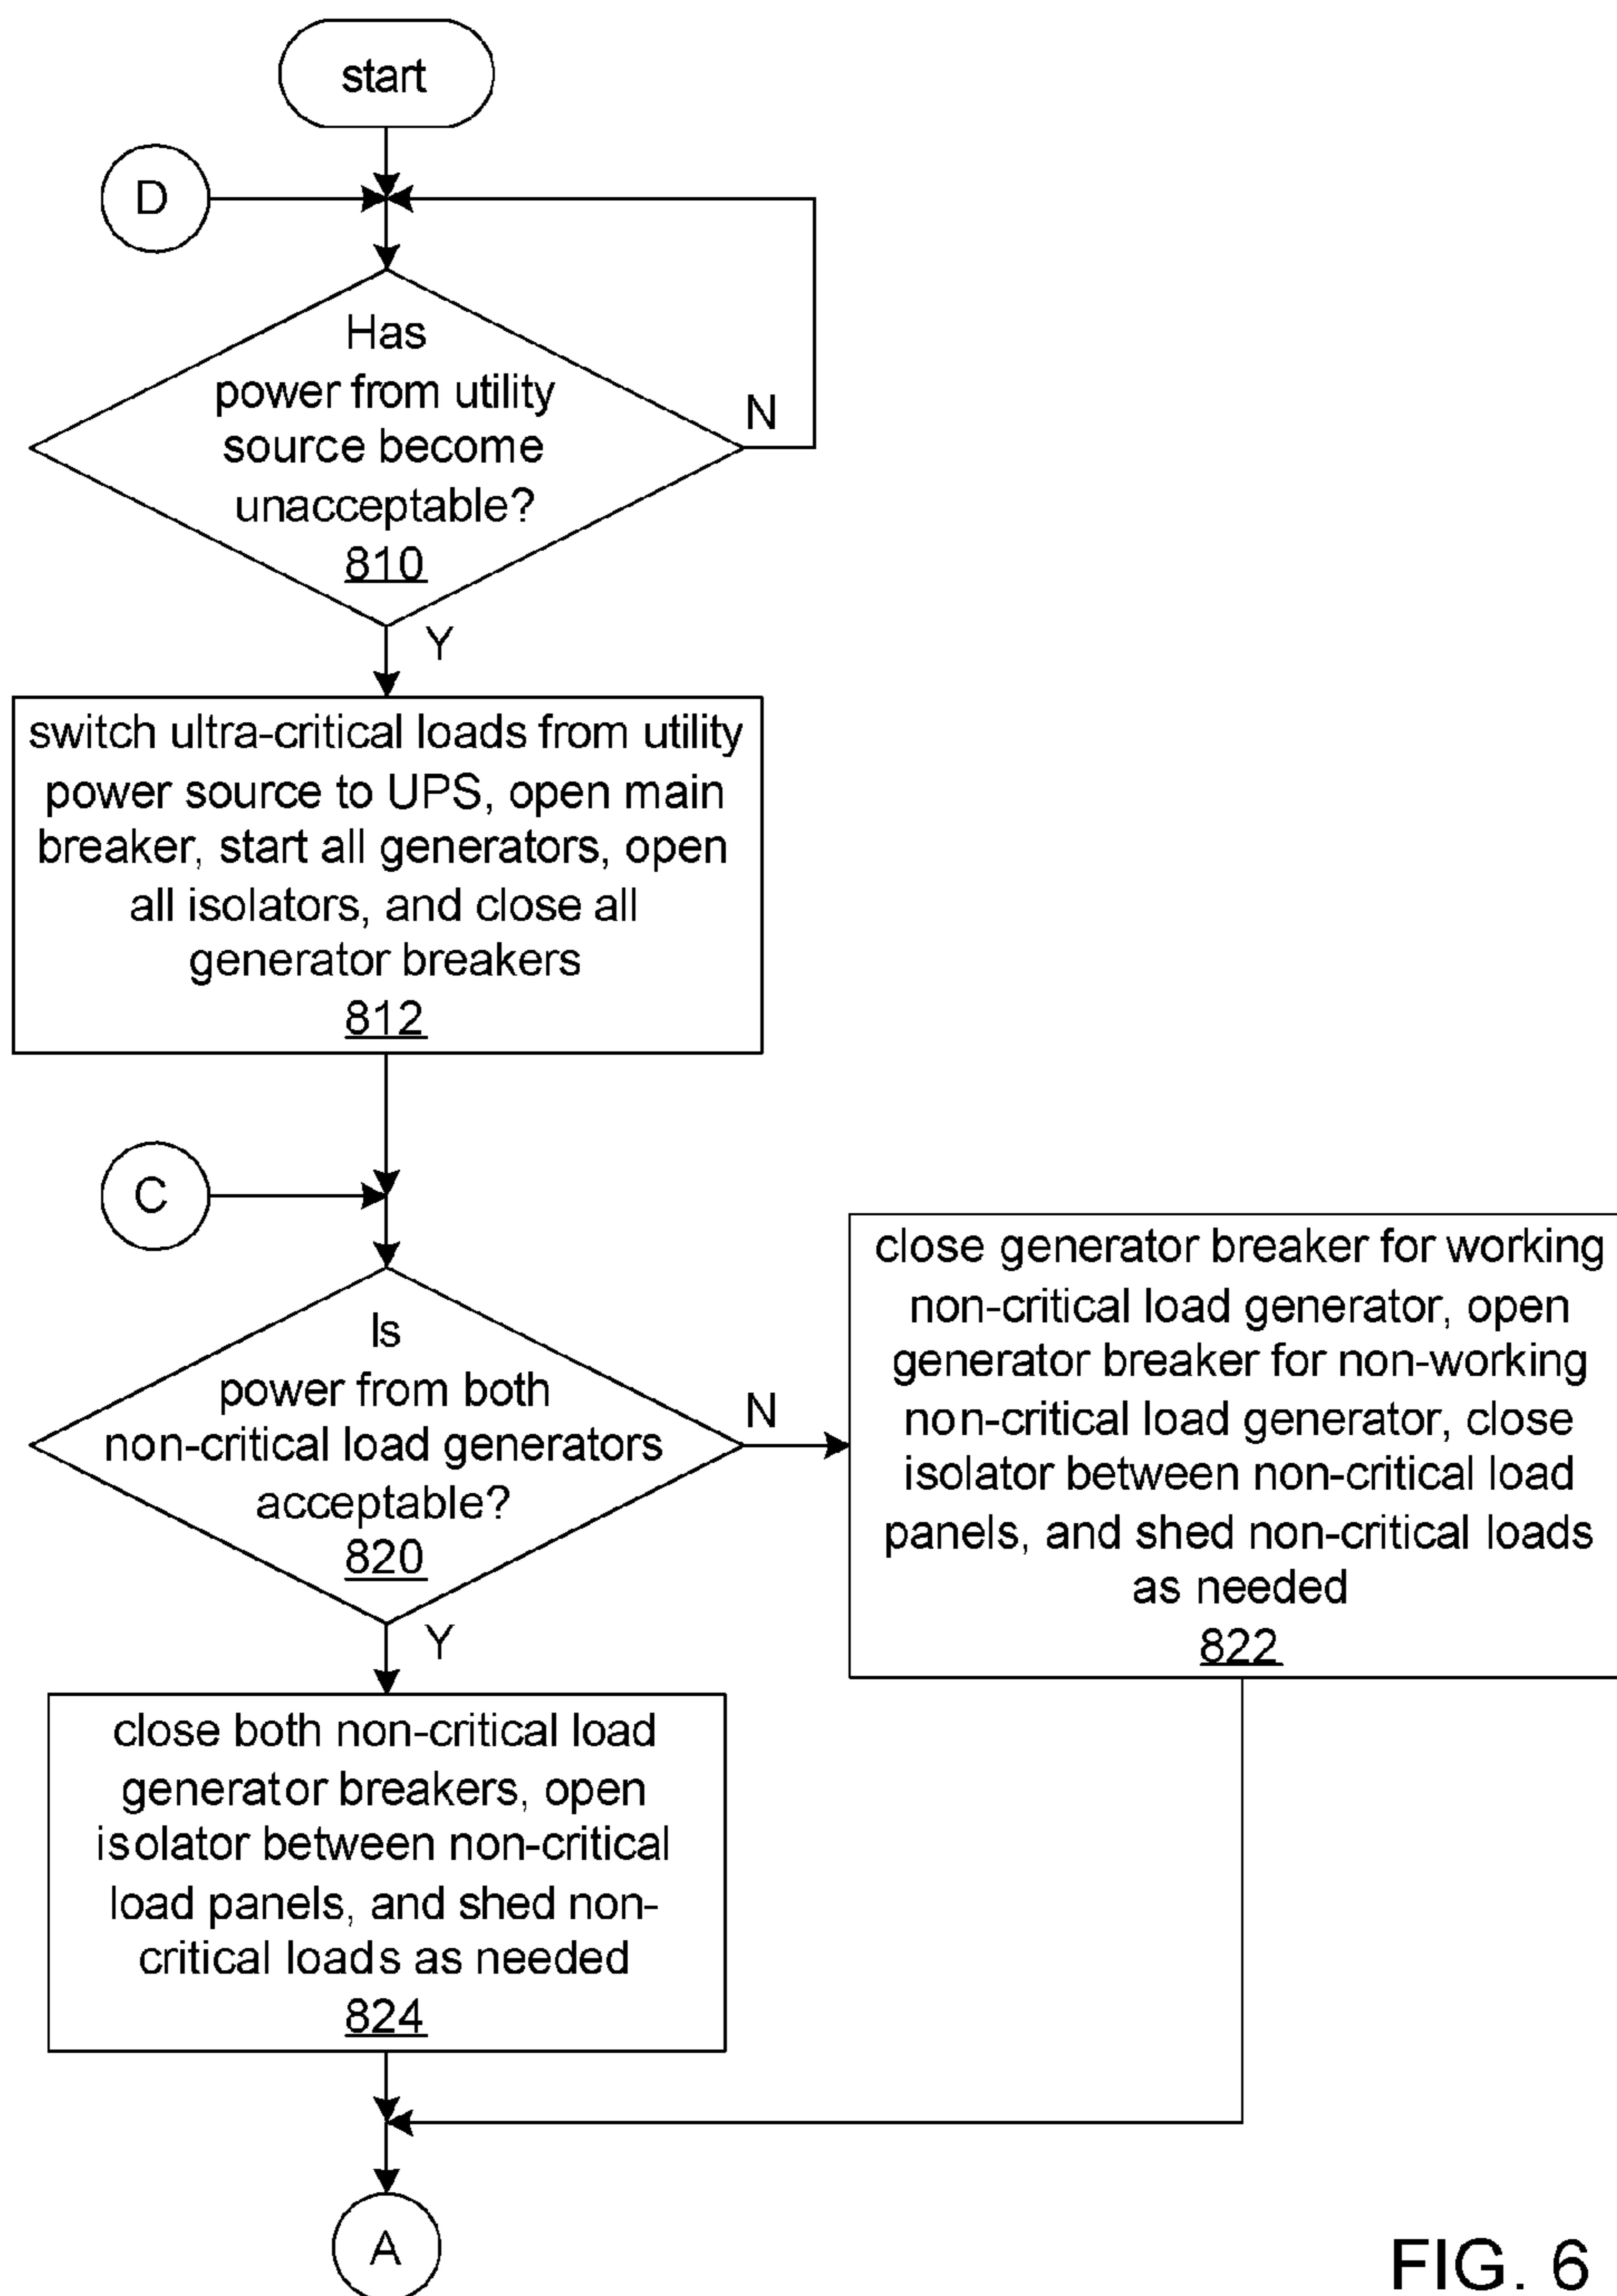 start
D
Has
power from utility
source become
unacceptable?
810
N
Y
switch ultra-critical loads from utility
power source to UPS, open main
breaker, start all generators, open
all isolators, and close all
generator breakers
812
C
Is
power from both
non-critical load generators
acceptable?
820
N
Y
close generator breaker for working
non-critical load generator, open
generator breaker for non-working
non-critical load generator, close
isolator between non-critical load
panels, and shed non-critical loads
as needed
822
close both non-critical load
generator breakers, open
isolator between non-critical
load panels, and shed non-
critical loads as needed
824
A
FIG. 6